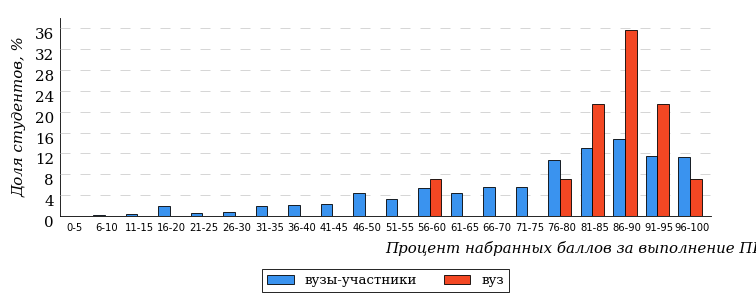 Доля студентов, %
36
32
28
24
20
16
12
8
4
0
0-5 6-10 11-15 16-20 21-25 26-30 31-35 36-40 41-45 46-50 51-55 56-60 61-65 66-70 71-75 76-80 81-85 86-90 91-95 96-100
Процент набранных баллов за выполнение
вузы-участники вуз